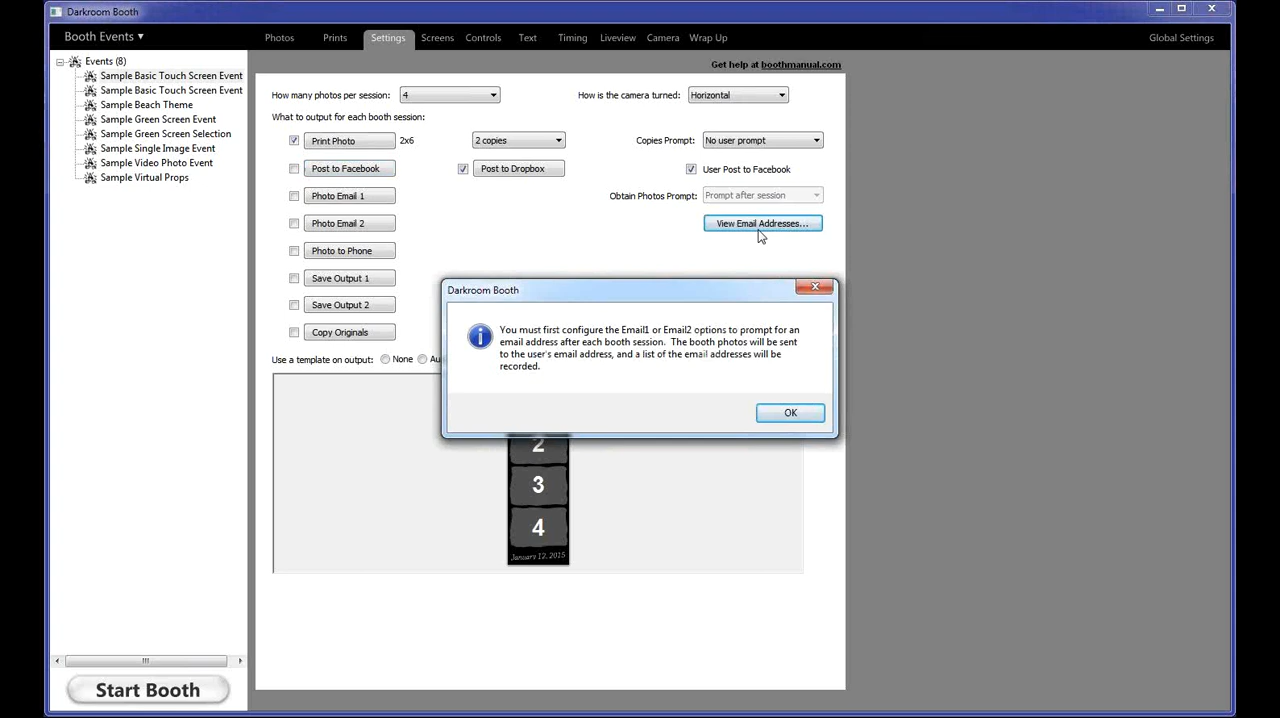 Darkroom Booth
Booth Events ▾
Photos
Prints
Settings
Screens
Controls
Text
Timing
Liveview
Camera
Wrap Up
Global Settings
Events (8)
Sample Basic Touch Screen Event
Sample Basic Touch Screen Event
Sample Beach Theme
Sample Green Screen Event
Sample Green Screen Selection
Sample Single Image Event
Sample Video Photo Event
Sample Virtual Props
Get help at boothmanual.com
How many photos per session: 4
How is the camera turned: Horizontal
What to output for each booth session:
Print Photo 2x6 2 copies
Copies Prompt: No user prompt
Post to Facebook
Post to Dropbox
User Post to Facebook
Photo Email 1
Obtain Photos Prompt: Prompt after session
Photo Email 2
View Email Addresses...
Photo to Phone
Save Output 1
Save Output 2
Copy Originals
Use a template on output: None
Darkroom Booth
You must first configure the Email1 or Email2 options to prompt for an
email address after each booth session. The booth photos will be sent
to the user's email address, and a list of the email addresses will be
recorded.
OK
2
3
4
January 12, 2015
Start Booth